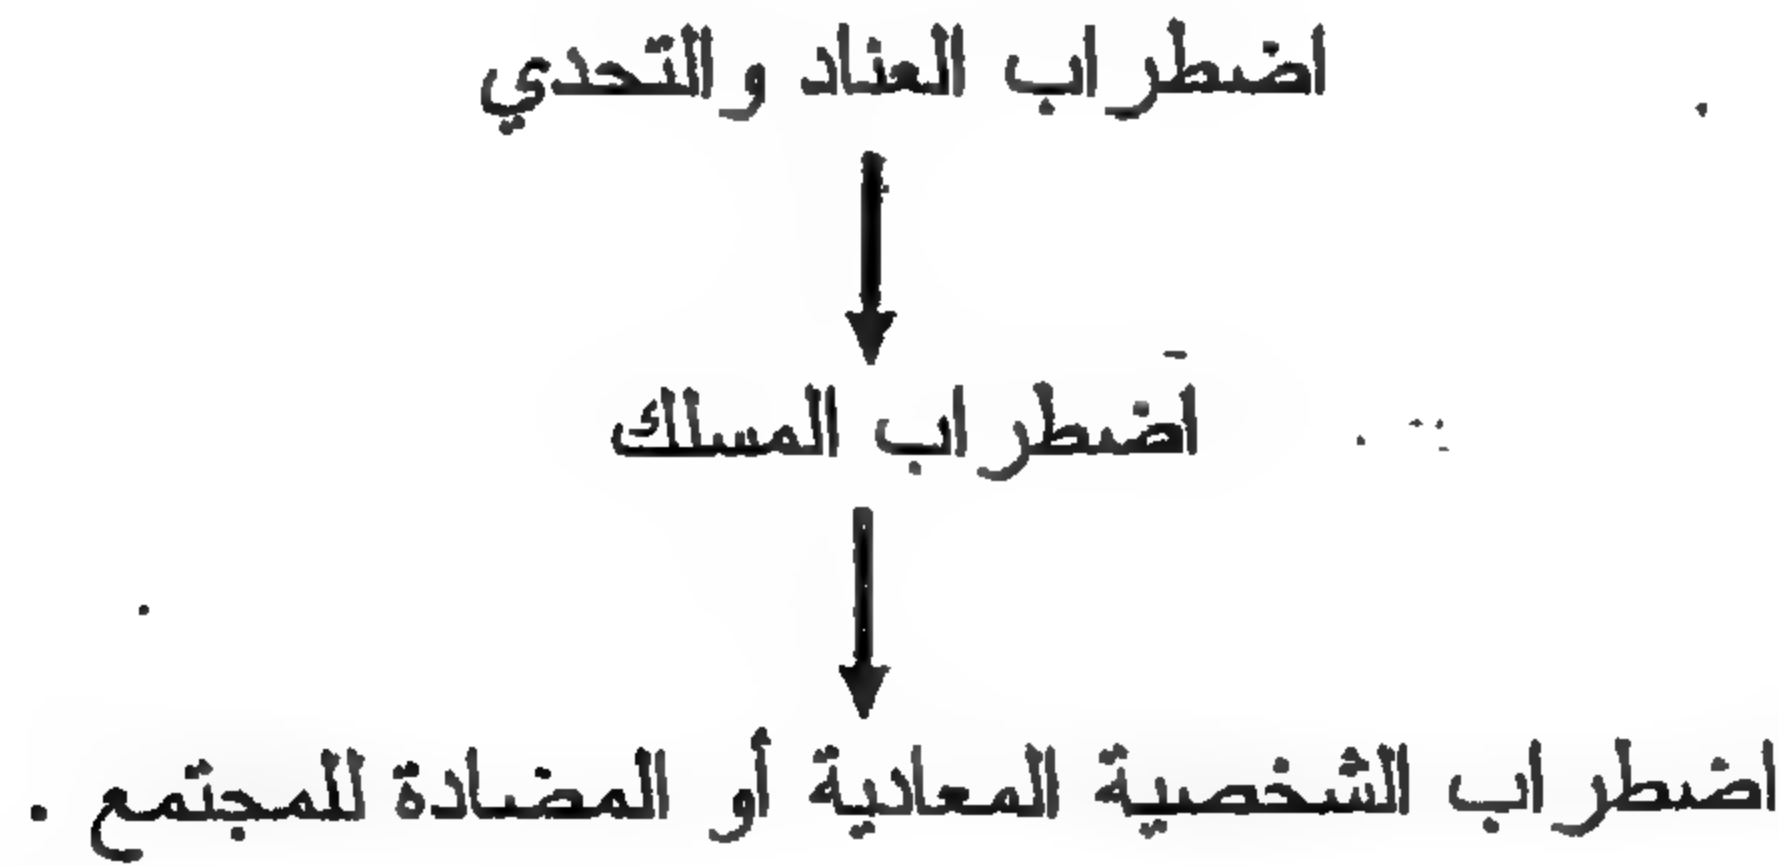 اضطراب العناد والتحدي
اضطراب المسلك
اضطراب الشخصية المعادية أو المضادة للمجتمع .